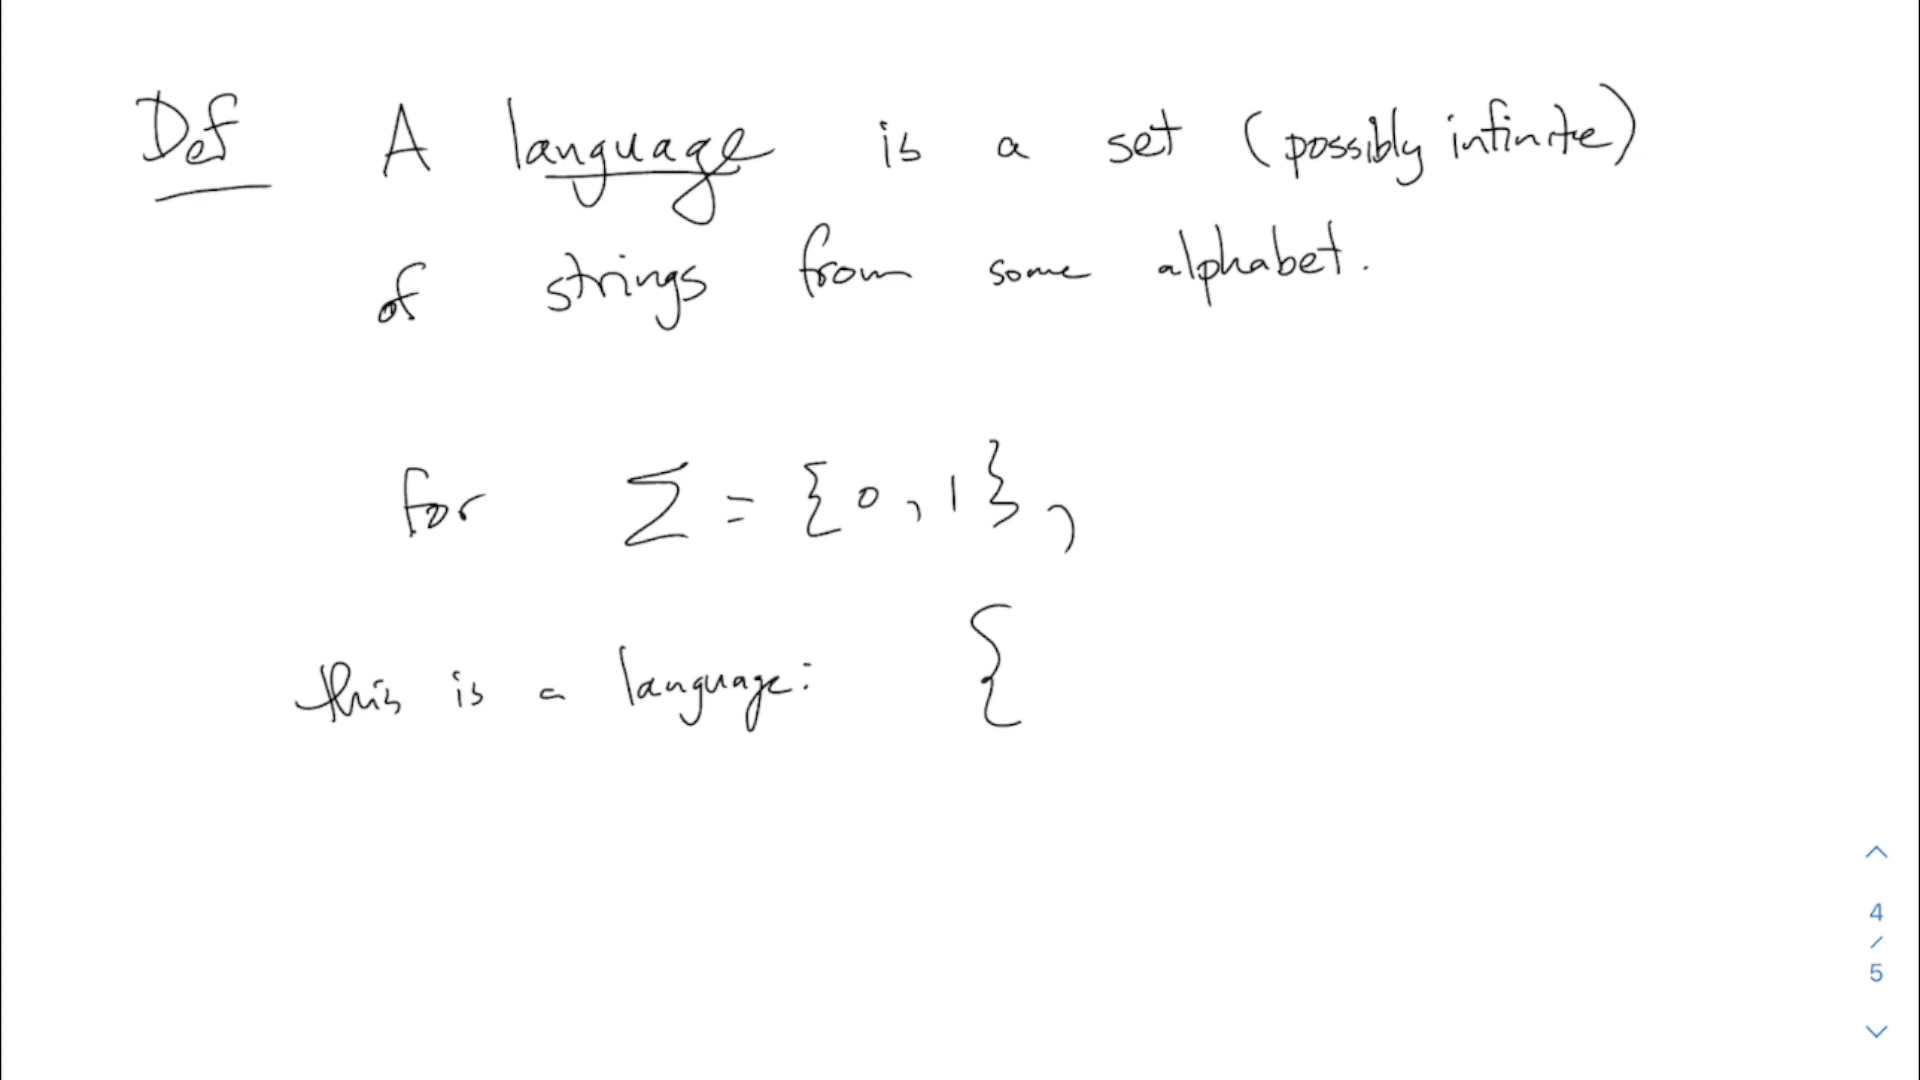 Def A language is a set (possibly infinite)
of strings from some alphabet.
for Σ = {0, 1},
this is a language: {
4
/
5